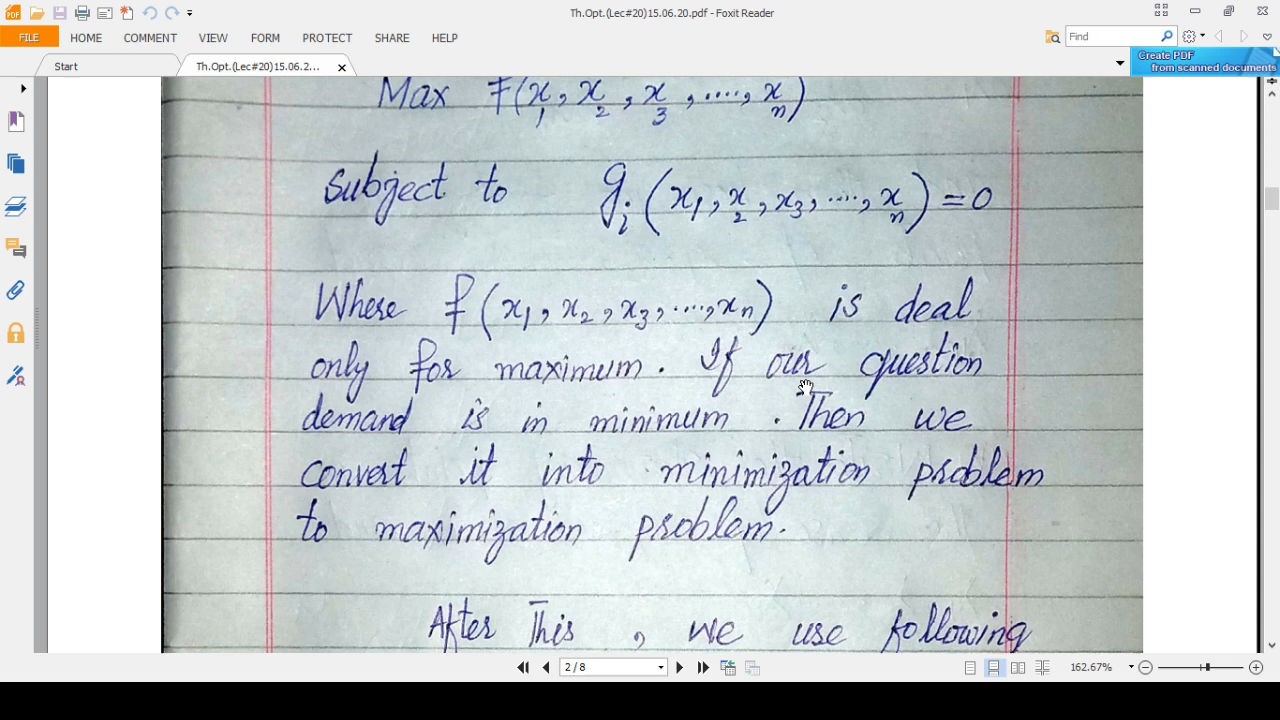 Th.Opt.(Lec#20)15.06.20.pdf - Foxit Reader
FILE HOME COMMENT VIEW FORM PROTECT SHARE HELP
Find
Create PDF
from scanned documents
Start Th.Opt.(Lec#20)15.06.2...
Max F(x₁, x₂, x₃, ...., xₙ)
subject to gᵢ(x₁, x₂, x₃, ...., xₙ) = 0
Where f(x₁, x₂, x₃, ...., xₙ) is deal
only for maximum. If our question
demand is in minimum. Then we
convert it into minimization problem
to maximization problem.
After This, we use following
2 / 8
162.67%